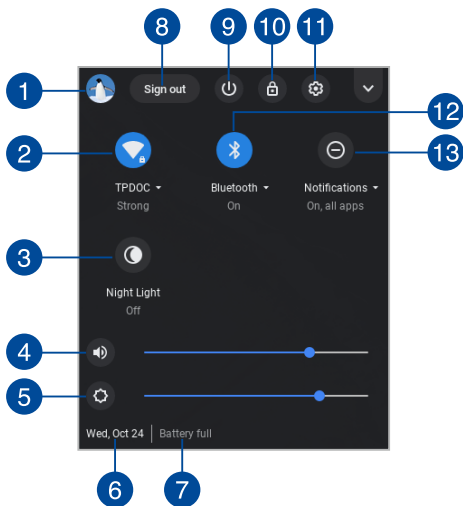 8 9 10 11
1 Sign out
12
2 13
TPDOC Bluetooth Notifications
Strong On On, all apps
3
Night Light
Off
4
5
Wed, Oct 24 Battery full
6 7